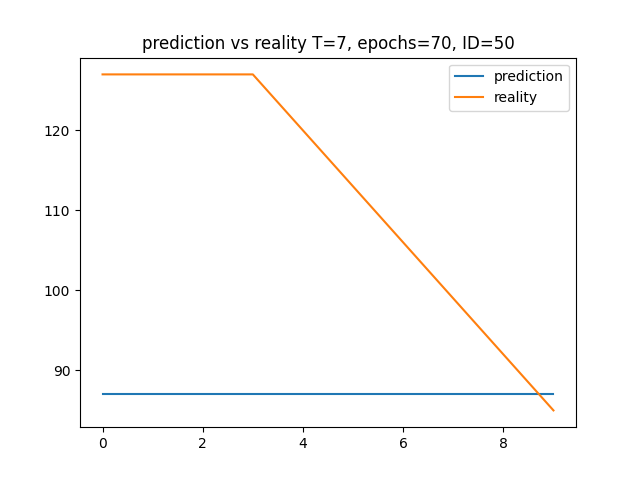 prediction vs reality T=7, epochs=70, ID=50
prediction
reality
120
110
100
90
0 2 4 6 8